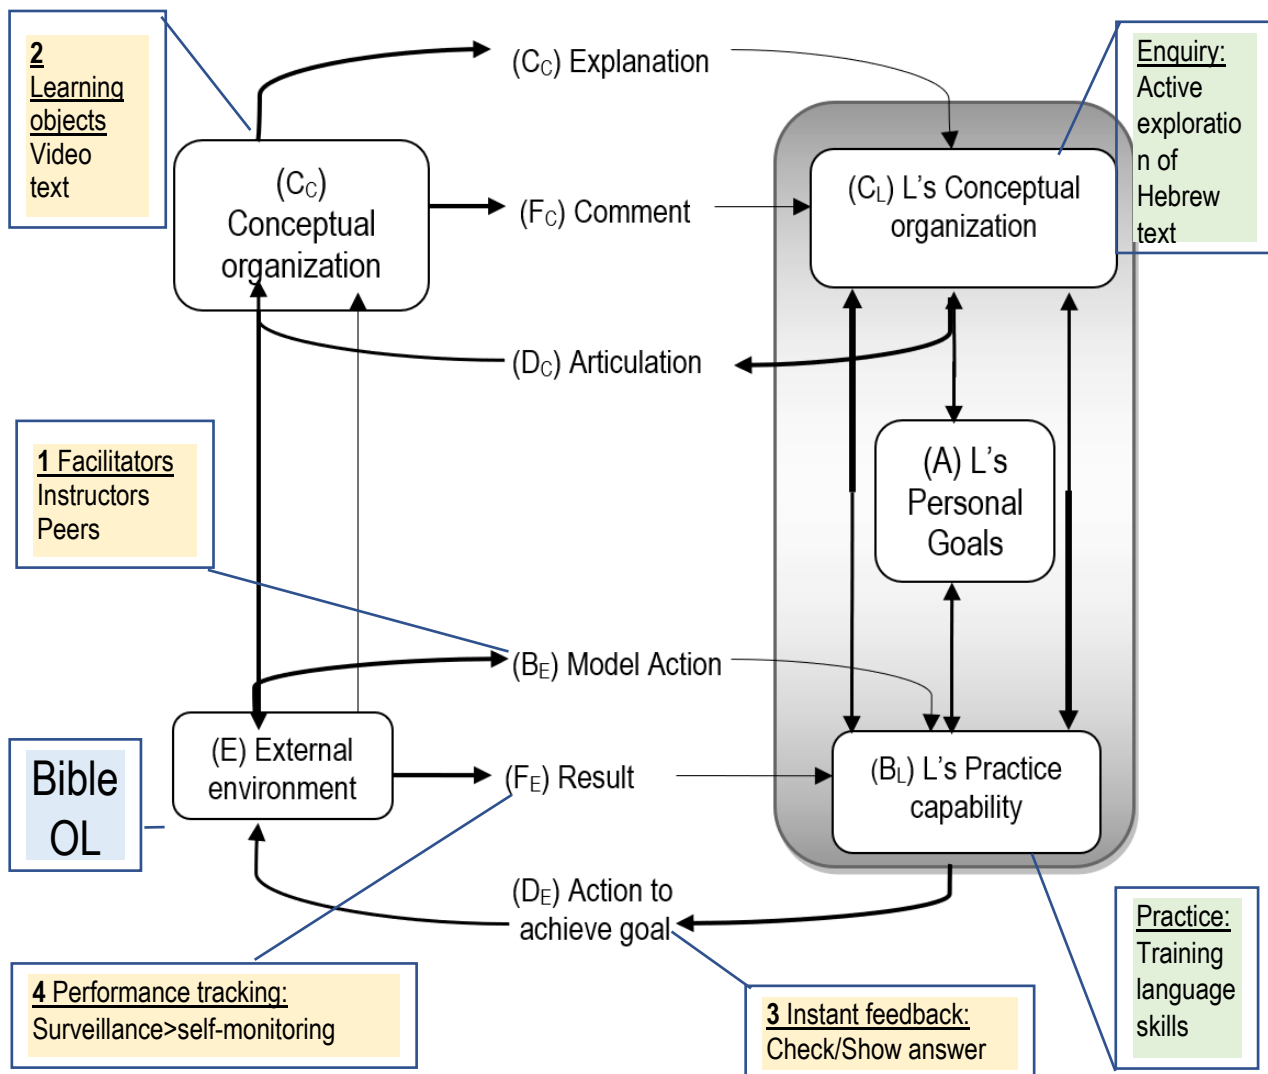 2
Learning
objects
Video
text
(CC) Explanation
Enquiry:
Active
exploratio
n of
Hebrew
text
(CC)
Conceptual
organization
(FC) Comment
(CL) L’s Conceptual
organization
(DC) Articulation
1 Facilitators
Instructors
Peers
(A) L’s
Personal
Goals
(BE) Model Action
(E) External
environment
(FE) Result
(BL) L’s Practice
capability
Bible
OL
(DE) Action to
achieve goal
Practice:
Training
language
skills
4 Performance tracking:
Surveillance>self-monitoring
3 Instant feedback:
Check/Show answer